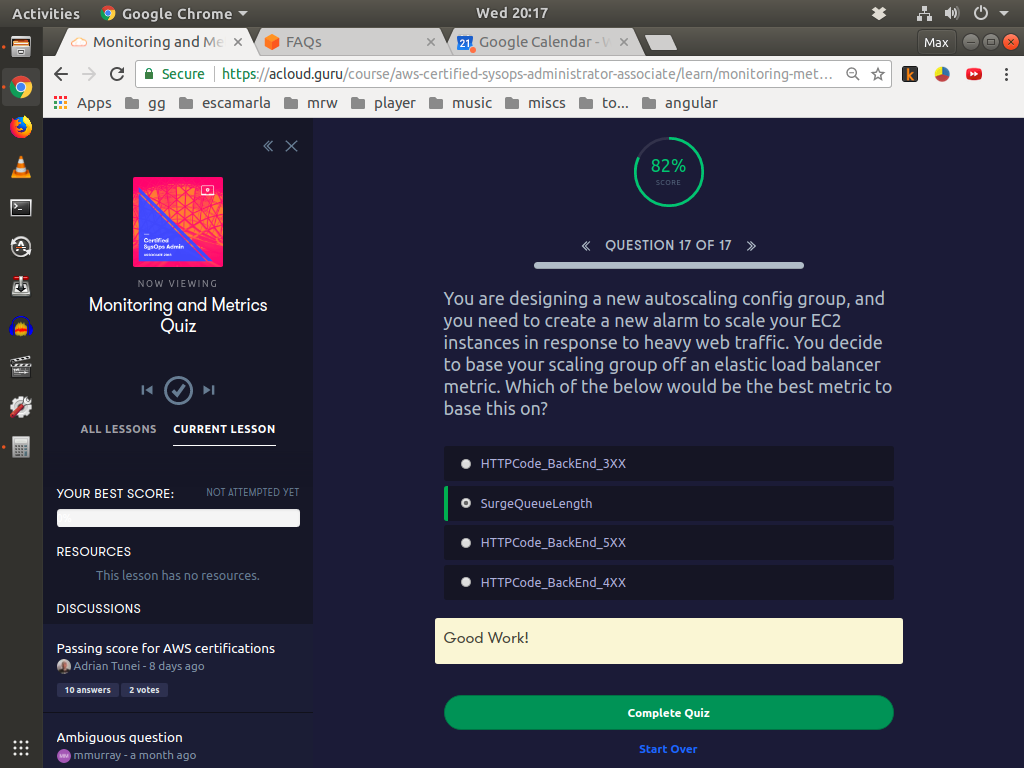 Activities
Google Chrome
Wed 20:17
Monitoring and Me
FAQs
21
Google Calendar - W
Max
Secure
https://acloud.guru/course/aws-certified-sysops-administrator-associate/learn/monitoring-met...
Apps
gg
escamarla
mrw
player
music
miscs
to...
angular
Certified
SysOps Admin
NOW VIEWING
Monitoring and Metrics
Quiz
ALL LESSONS
CURRENT LESSON
YOUR BEST SCORE:
NOT ATTEMPTED YET
RESOURCES
This lesson has no resources.
DISCUSSIONS
Passing score for AWS certifications
Adrian Tunei - 8 days ago
10 answers
2 votes
Ambiguous question
MM
mmurray - a month ago
82%
SCORE
QUESTION 17 OF 17
You are designing a new autoscaling config group, and
you need to create a new alarm to scale your EC2
instances in response to heavy web traffic. You decide
to base your scaling group off an elastic load balancer
metric. Which of the below would be the best metric to
base this on?
HTTPCode_BackEnd_3XX
SurgeQueueLength
HTTPCode_BackEnd_5XX
HTTPCode_BackEnd_4XX
Good Work!
Complete Quiz
Start Over